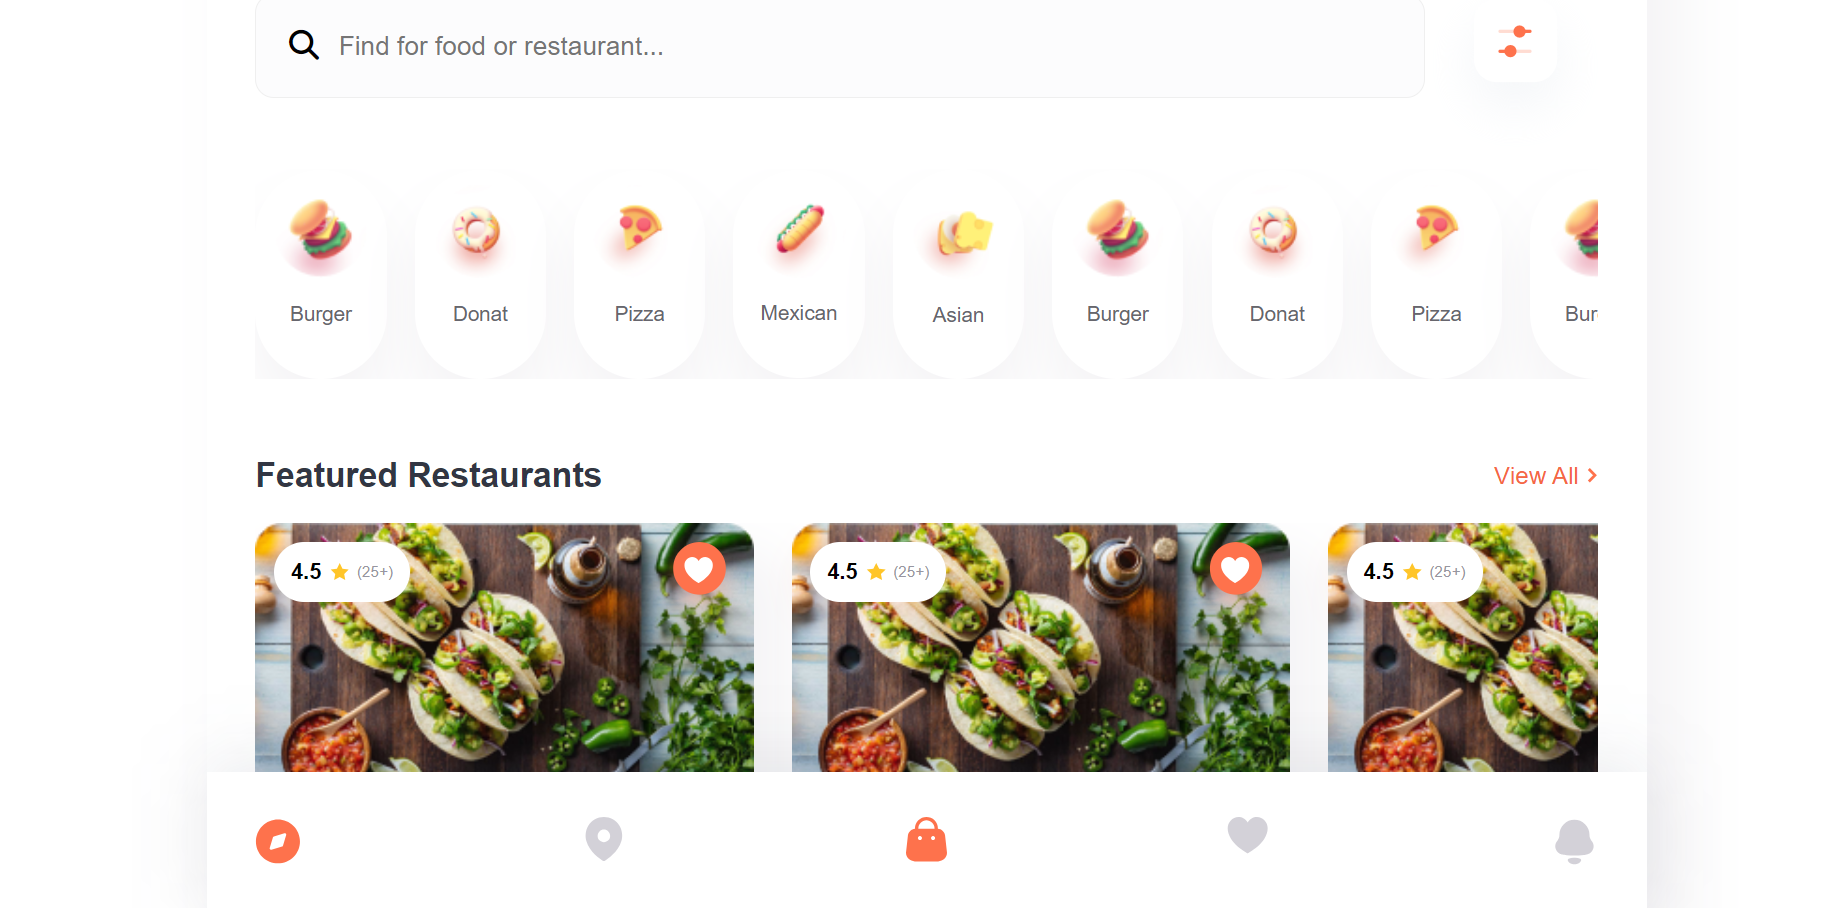 Find for food or restaurant...
Burger Donat Pizza Mexican Asian Burger Donat Pizza Bur
Featured Restaurants View All >
4.5 (25+) 4.5 (25+) 4.5 (25+)